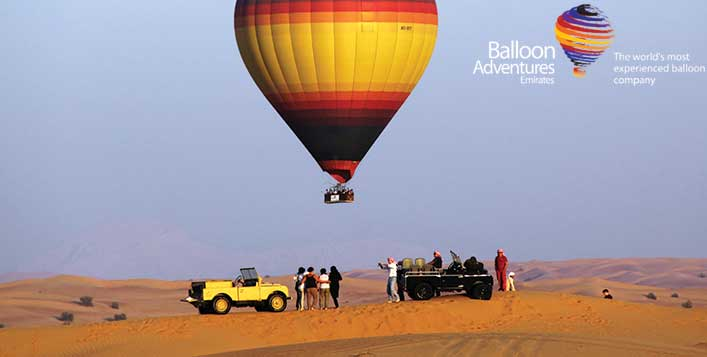 Balloon
Adventures
Emirates
The world's most
experienced balloon
company